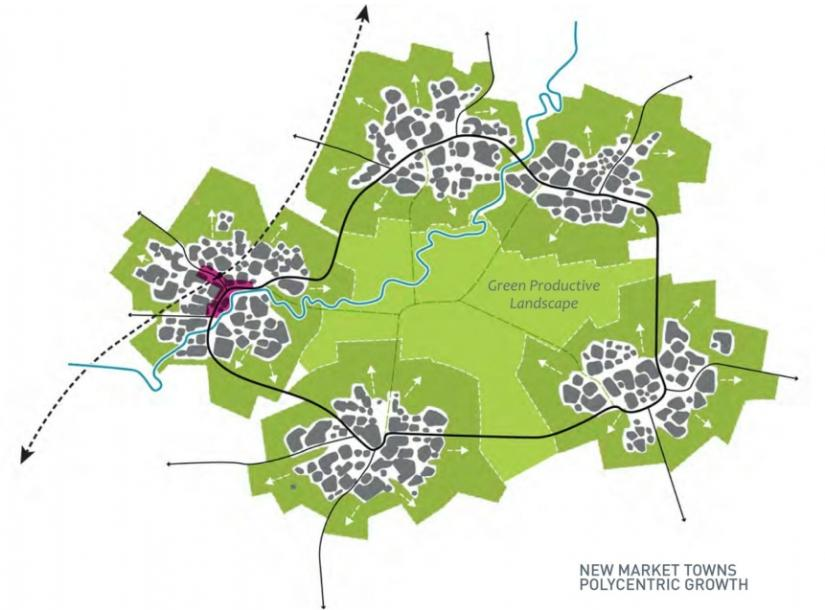 Green Productive
Landscape
NEW MARKET TOWNS
POLYCENTRIC GROWTH